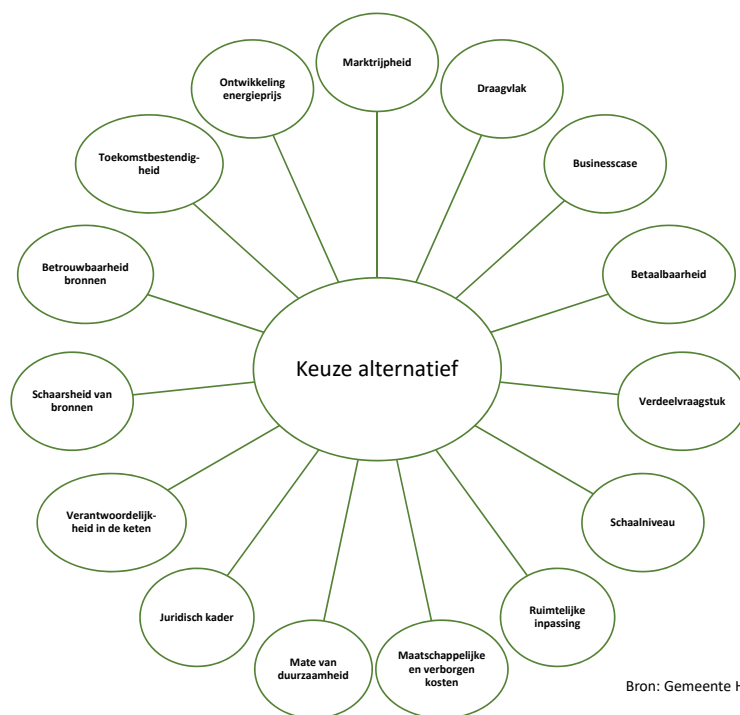 Marktrijpheid
Draagvlak
Businesscase
Betaalbaarheid
Verdeelvraagstuk
Schaalniveau
Ruimtelijke
inpassing
Maatschappelijke
en verborgen
kosten
Mate van
duurzaamheid
Juridisch kader
Verantwoordelijk-
heid in de keten
Schaarsheid van
bronnen
Betrouwbaarheid
bronnen
Toekomstbestendig-
heid
Ontwikkeling
energieprijs
Keuze alternatief
Bron: Gemeente H